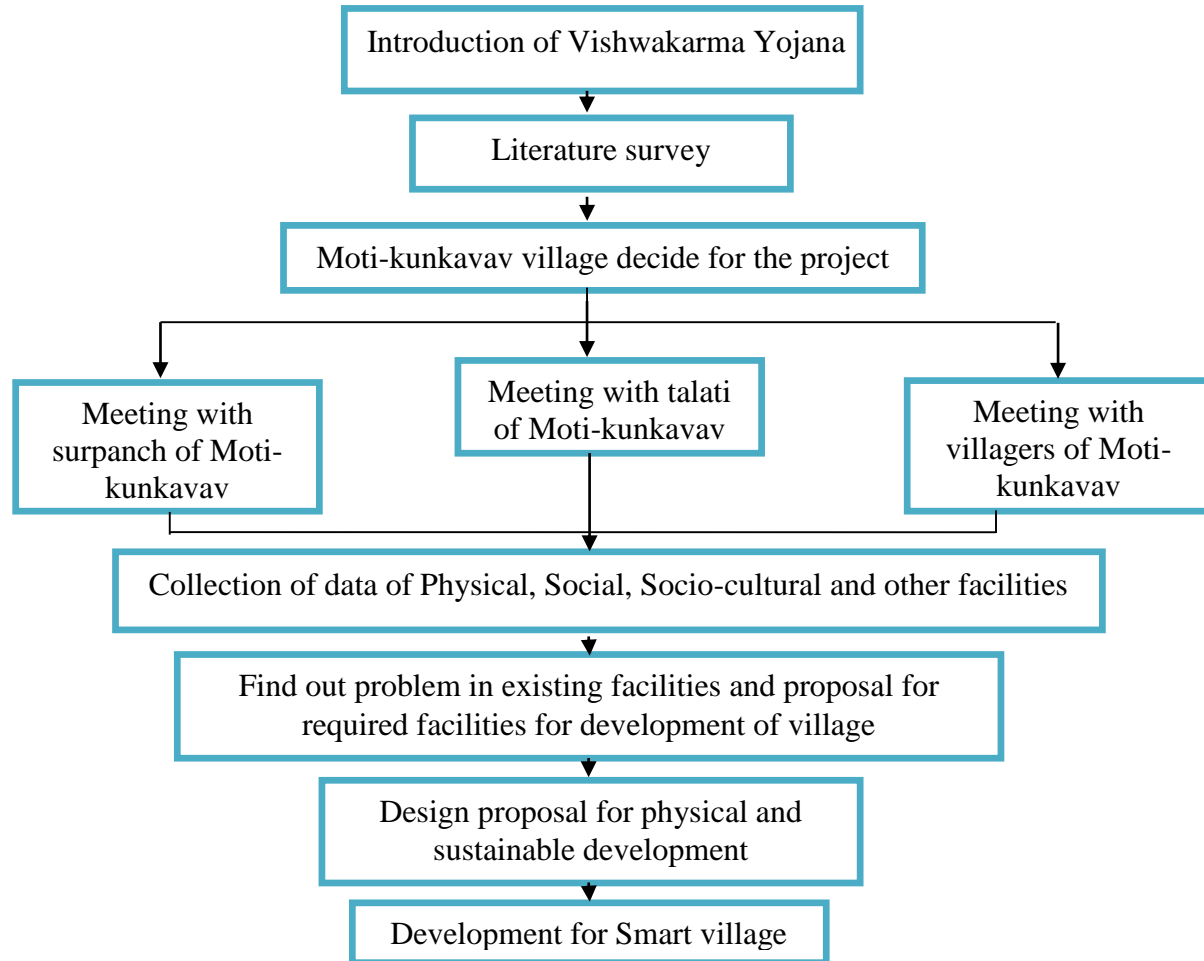 Introduction of Vishwakarma Yojana
Literature survey
Moti-kunkavav village decide for the project
Meeting with
surpanch of Moti-
kunkavav
Meeting with talati
of Moti-kunkavav
Meeting with
villagers of Moti-
kunkavav
Collection of data of Physical, Social, Socio-cultural and other facilities
Find out problem in existing facilities and proposal for
required facilities for development of village
Design proposal for physical and
sustainable development
Development for Smart village